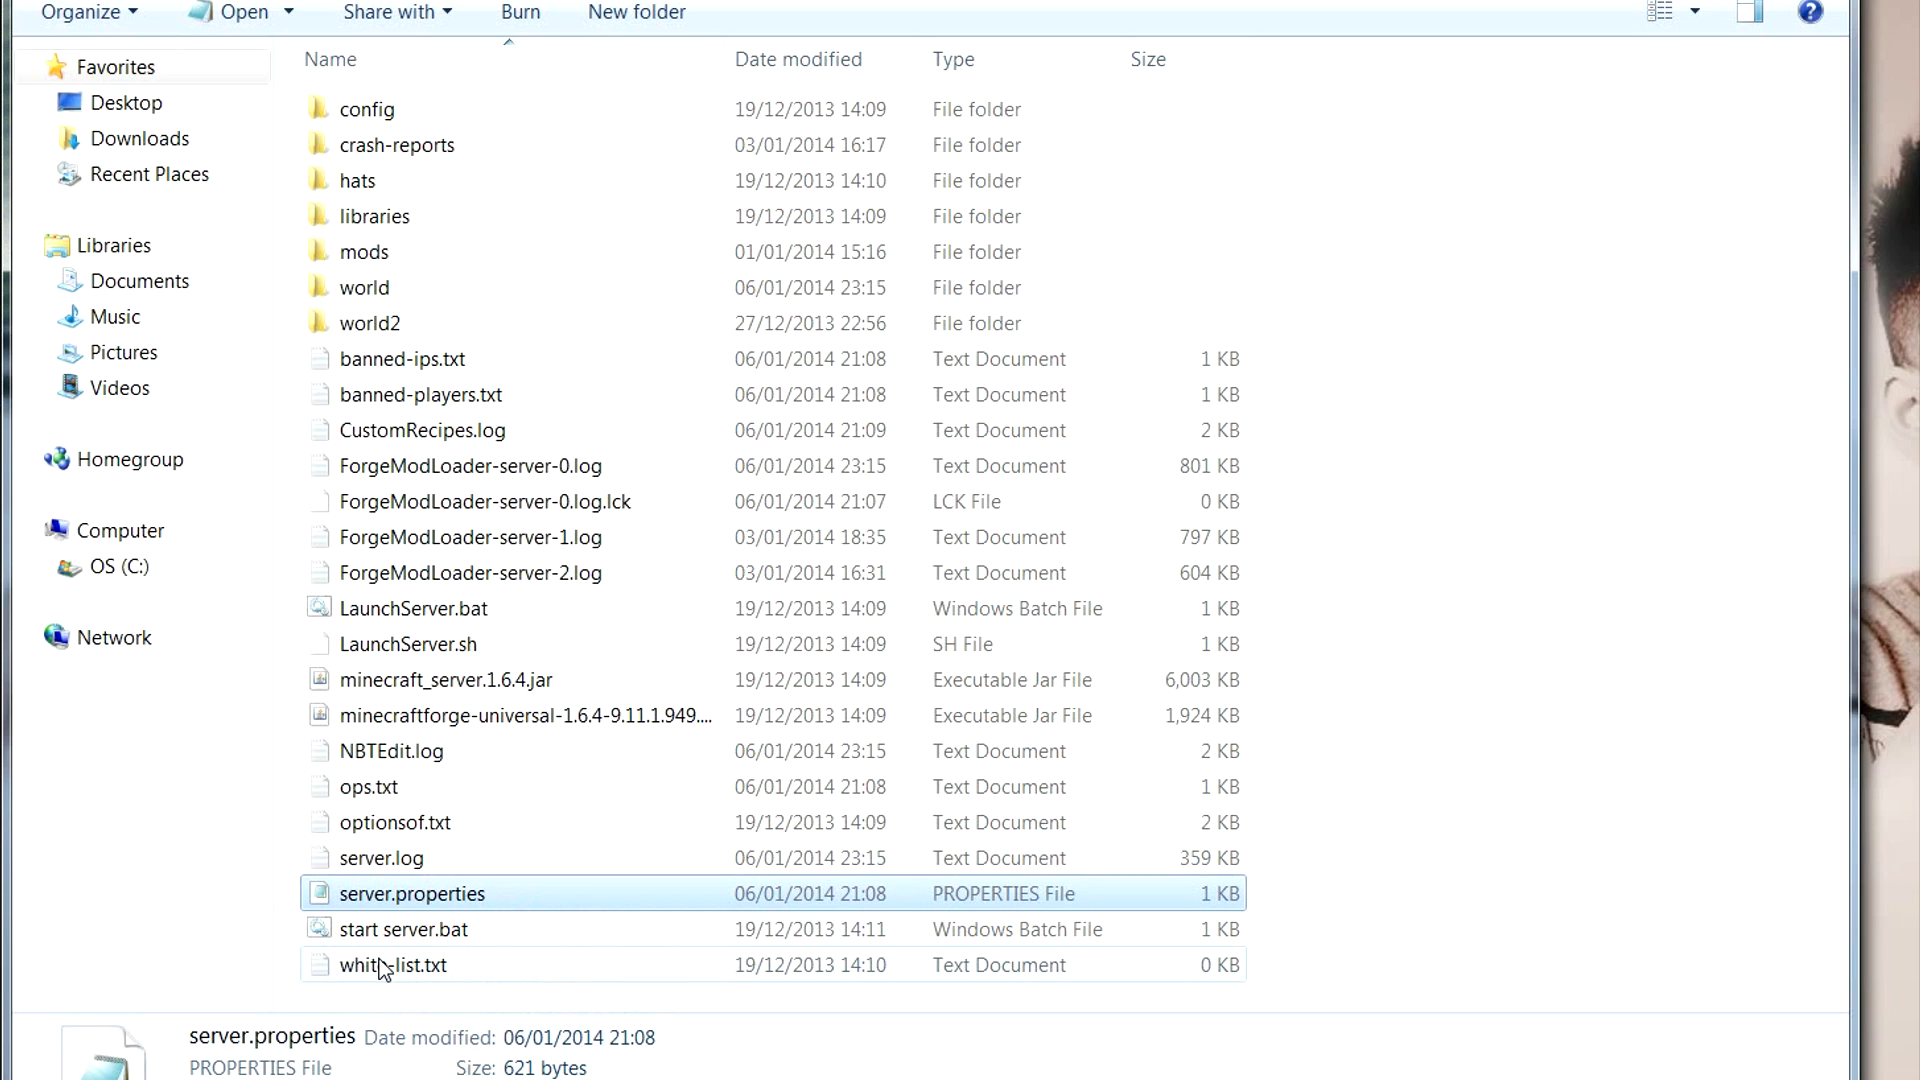 Organize Open Share with Burn New folder
Name Date modified Type Size
Favorites
Desktop
Downloads
Recent Places
Libraries
Documents
Music
Pictures
Videos
Homegroup
Computer
OS (C:)
Network
config 19/12/2013 14:09 File folder
crash-reports 03/01/2014 16:17 File folder
hats 19/12/2013 14:10 File folder
libraries 19/12/2013 14:09 File folder
mods 01/01/2014 15:16 File folder
world 06/01/2014 23:15 File folder
world2 27/12/2013 22:56 File folder
banned-ips.txt 06/01/2014 21:08 Text Document 1 KB
banned-players.txt 06/01/2014 21:08 Text Document 1 KB
CustomRecipes.log 06/01/2014 21:09 Text Document 2 KB
ForgeModLoader-server-0.log 06/01/2014 23:15 Text Document 801 KB
ForgeModLoader-server-0.log.lck 06/01/2014 21:07 LCK File 0 KB
ForgeModLoader-server-1.log 03/01/2014 18:35 Text Document 797 KB
ForgeModLoader-server-2.log 03/01/2014 16:31 Text Document 604 KB
LaunchServer.bat 19/12/2013 14:09 Windows Batch File 1 KB
LaunchServer.sh 19/12/2013 14:09 SH File 1 KB
minecraft_server.1.6.4.jar 19/12/2013 14:09 Executable Jar File 6,003 KB
minecraftforge-universal-1.6.4-9.11.1.949.... 19/12/2013 14:09 Executable Jar File 1,924 KB
NBTEdit.log 06/01/2014 23:15 Text Document 2 KB
ops.txt 06/01/2014 21:08 Text Document 1 KB
optionsof.txt 19/12/2013 14:09 Text Document 2 KB
server.log 06/01/2014 23:15 Text Document 359 KB
server.properties 06/01/2014 21:08 PROPERTIES File 1 KB
start server.bat 19/12/2013 14:11 Windows Batch File 1 KB
white-list.txt 19/12/2013 14:10 Text Document 0 KB
server.properties Date modified: 06/01/2014 21:08
PROPERTIES File Size: 621 bytes